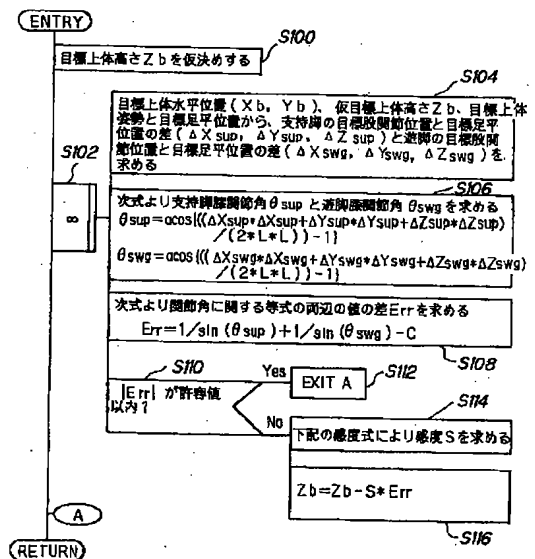 ENTRY
S100
目標上体高さZbを仮決めする
S104
目標上体水平位置(Xb, Yb)、仮目標上体高さZb、目標上体
姿勢と目標足平位置から、支持脚の目標股関節位置と目標足平
位置の差(ΔXsup, ΔYsup, ΔZsup)と遊脚の目標股関
節位置と目標足平位置の差(ΔXswg, ΔYswg, ΔZswg)を
求める
S102
∞
S106
次式より支持脚膝関節角θsupと遊脚膝関節角θswgを求める
θsup=acos{((ΔXsup*ΔXsup+ΔYsup*ΔYsup+ΔZsup*ΔZsup)
/(2*L*L))-1}
θswg=acos{((ΔXswg*ΔXswg+ΔYswg*ΔYswg+ΔZswg*ΔZswg)
/(2*L*L))-1}
次式より関節角に関する等式の両辺の値の差Errを求める
Err=1/sin(θsup)+1/sin(θswg)-C
S108
S110
|Err|が許容値
以内?
Yes
EXIT A
S112
No
S114
下記の感度式により感度Sを求める
Zb=Zb-S*Err
S116
A
RETURN